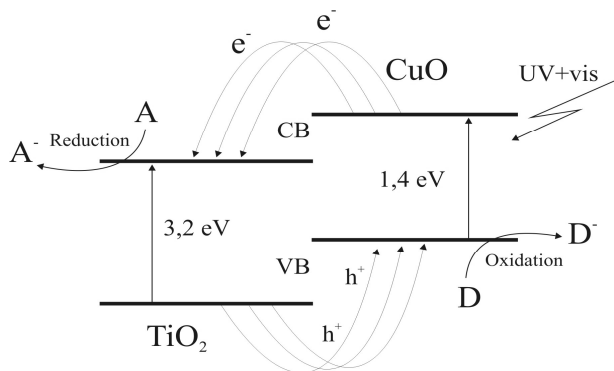 e⁻
e⁻
CuO
UV+vis
CB
A
Reduction
A⁻
1,4 eV
3,2 eV
D⁻
VB
Oxidation
h⁺
D
h⁺
TiO₂